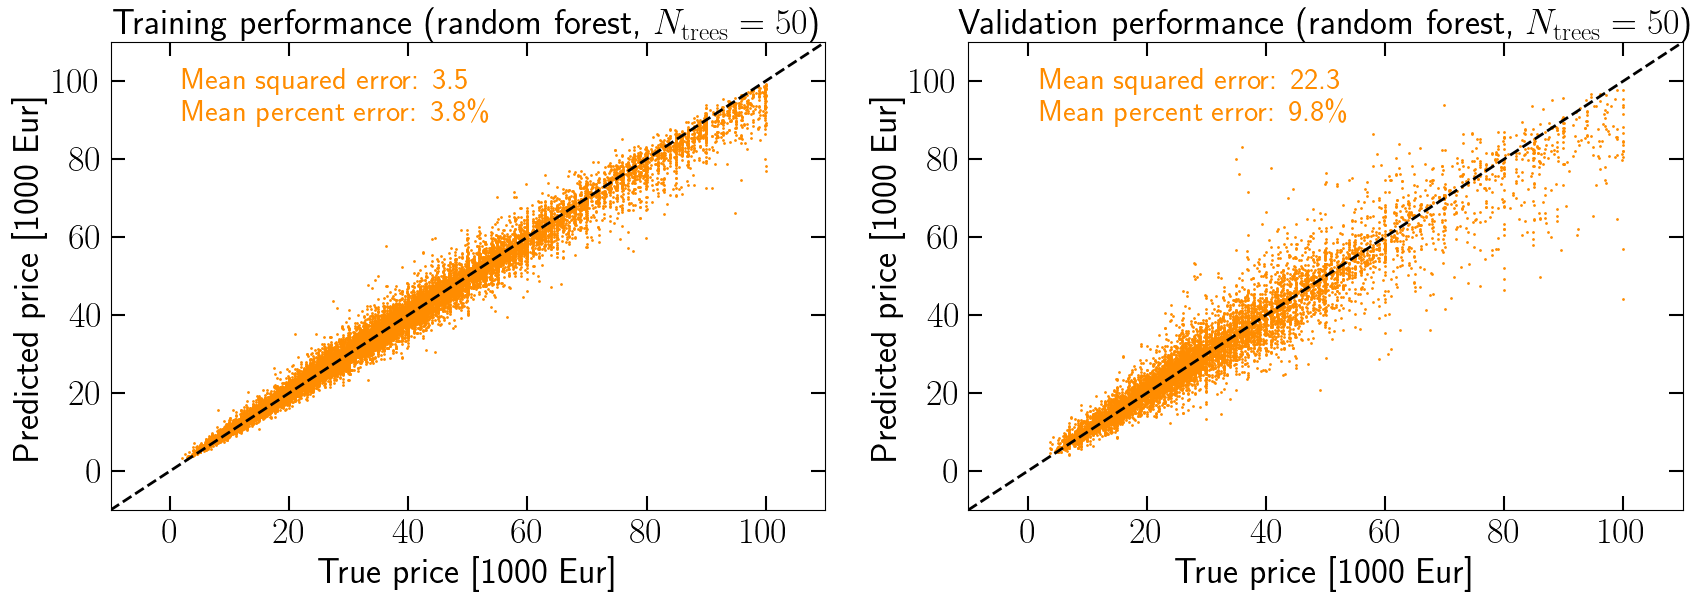 Training performance (random forest, N_trees = 50)
Mean squared error: 3.5
Mean percent error: 3.8%
Predicted price [1000 Eur]
100
80
60
40
20
0
0 20 40 60 80 100
True price [1000 Eur]
Validation performance (random forest, N_trees = 50)
Mean squared error: 22.3
Mean percent error: 9.8%
Predicted price [1000 Eur]
100
80
60
40
20
0
0 20 40 60 80 100
True price [1000 Eur]